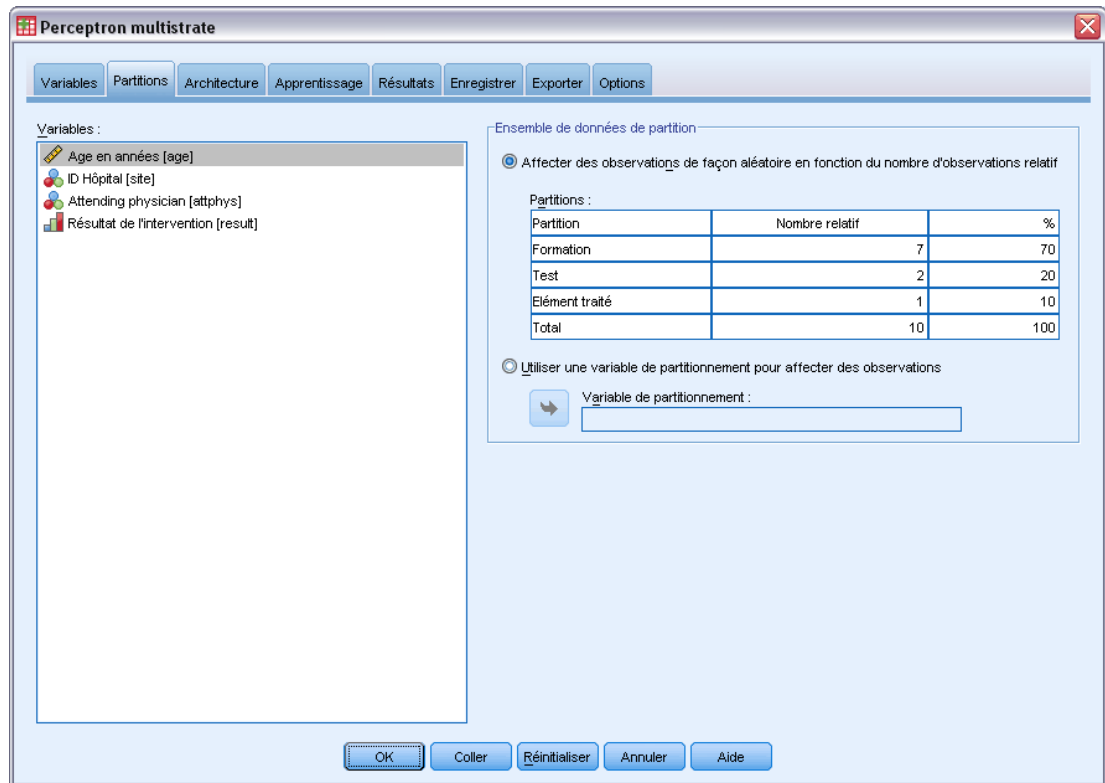 Perceptron multistrate
Variables Partitions Architecture Apprentissage Résultats Enregistrer Exporter Options
Variables :
Age en années [age]
ID Hôpital [site]
Attending physician [attphys]
Résultat de l'intervention [result]
Ensemble de données de partition
Affecter des observations de façon aléatoire en fonction du nombre d'observations relatif
Partitions :
Partition Nombre relatif %
Formation 7 70
Test 2 20
Elément traité 1 10
Total 10 100
Utiliser une variable de partitionnement pour affecter des observations
Variable de partitionnement :
OK Coller Réinitialiser Annuler Aide